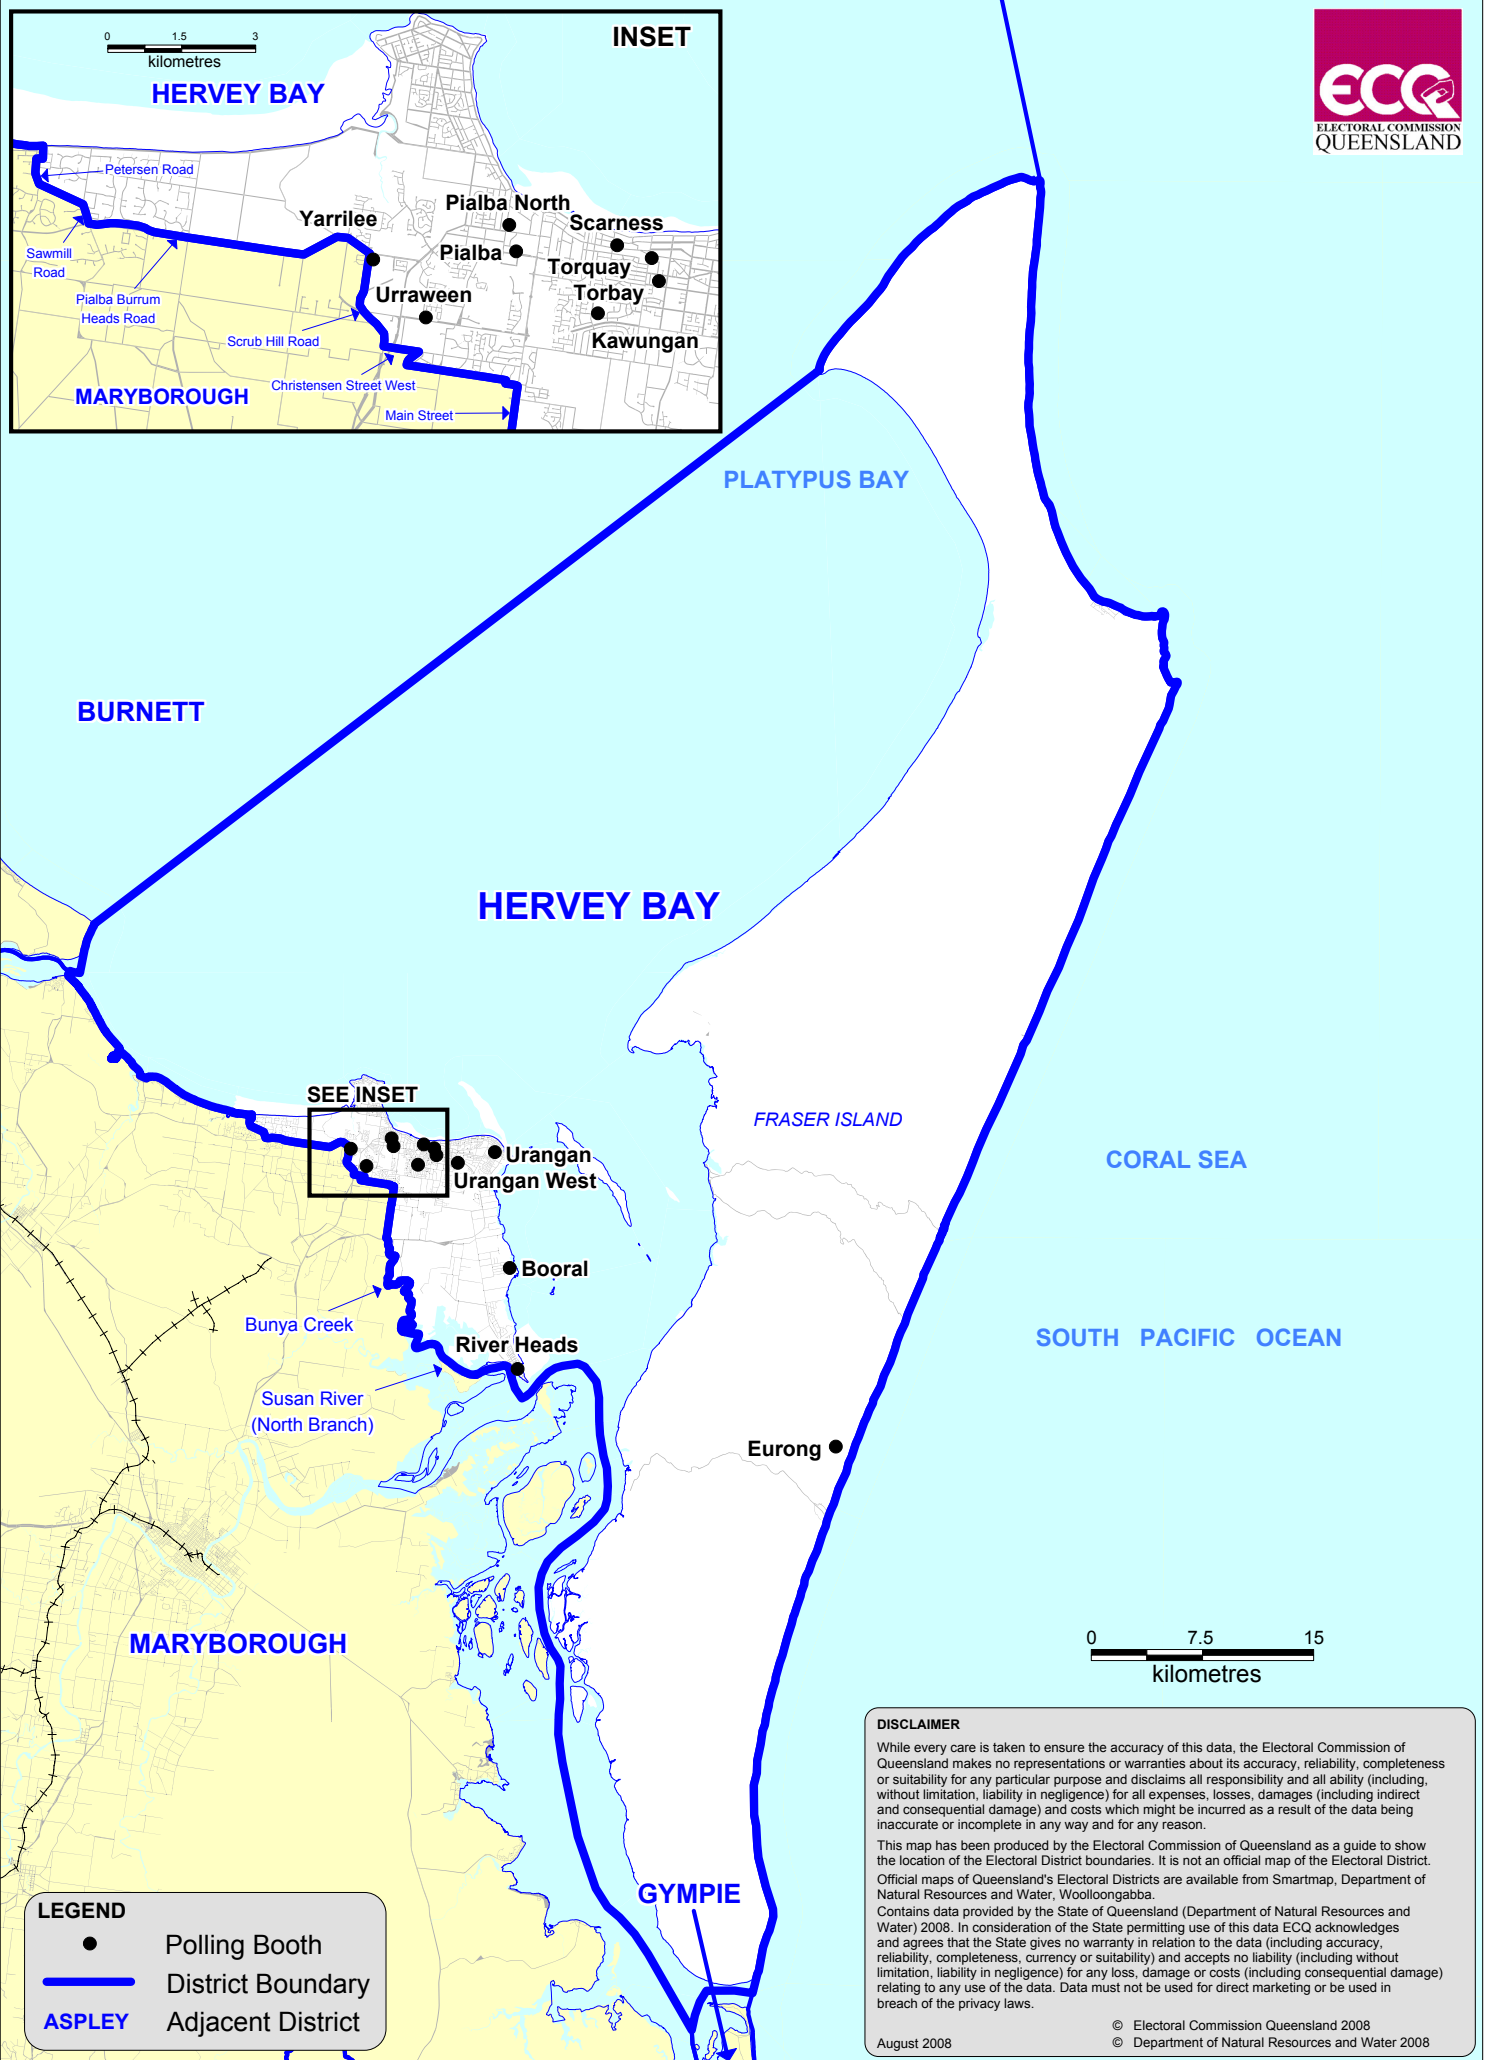 INSET
0 1.5 3
kilometres
HERVEY BAY
Petersen Road
Yarrilee
Pialba North
Scarness
Sawmill
Road
Pialba
Torquay
Pialba Burrum
Heads Road
Urraween
Torbay
Scrub Hill Road
Kawungan
Christensen Street West
MARYBOROUGH
Main Street
ECQ
ELECTORAL COMMISSION
QUEENSLAND
PLATYPUS BAY
BURNETT
HERVEY BAY
SEE INSET
FRASER ISLAND
Urangan
Urangan West
CORAL SEA
Booral
Bunya Creek
River Heads
SOUTH PACIFIC OCEAN
Susan River
(North Branch)
Eurong
MARYBOROUGH
0 7.5 15
kilometres
GYMPIE
LEGEND
Polling Booth
District Boundary
ASPLEY Adjacent District
DISCLAIMER
While every care is taken to ensure the accuracy of this data, the Electoral Commission of
Queensland makes no representations or warranties about its accuracy, reliability, completeness
or suitability for any particular purpose and disclaims all responsibility and all ability (including,
without limitation, liability in negligence) for all expenses, losses, damages (including indirect
and consequential damage) and costs which might be incurred as a result of the data being
inaccurate or incomplete in any way and for any reason.
This map has been produced by the Electoral Commission of Queensland as a guide to show
the location of the Electoral District boundaries. It is not an official map of the Electoral District.
Official maps of Queensland's Electoral Districts are available from Smartmap, Department of
Natural Resources and Water, Woolloongabba.
Contains data provided by the State of Queensland (Department of Natural Resources and
Water) 2008. In consideration of the State permitting use of this data ECQ acknowledges
and agrees that the State gives no warranty in relation to the data (including accuracy,
reliability, completeness, currency or suitability) and accepts no liability (including without
limitation, liability in negligence) for any loss, damage or costs (including consequential damage)
relating to any use of the data. Data must not be used for direct marketing or be used in
breach of the privacy laws.
© Electoral Commission Queensland 2008
August 2008 © Department of Natural Resources and Water 2008